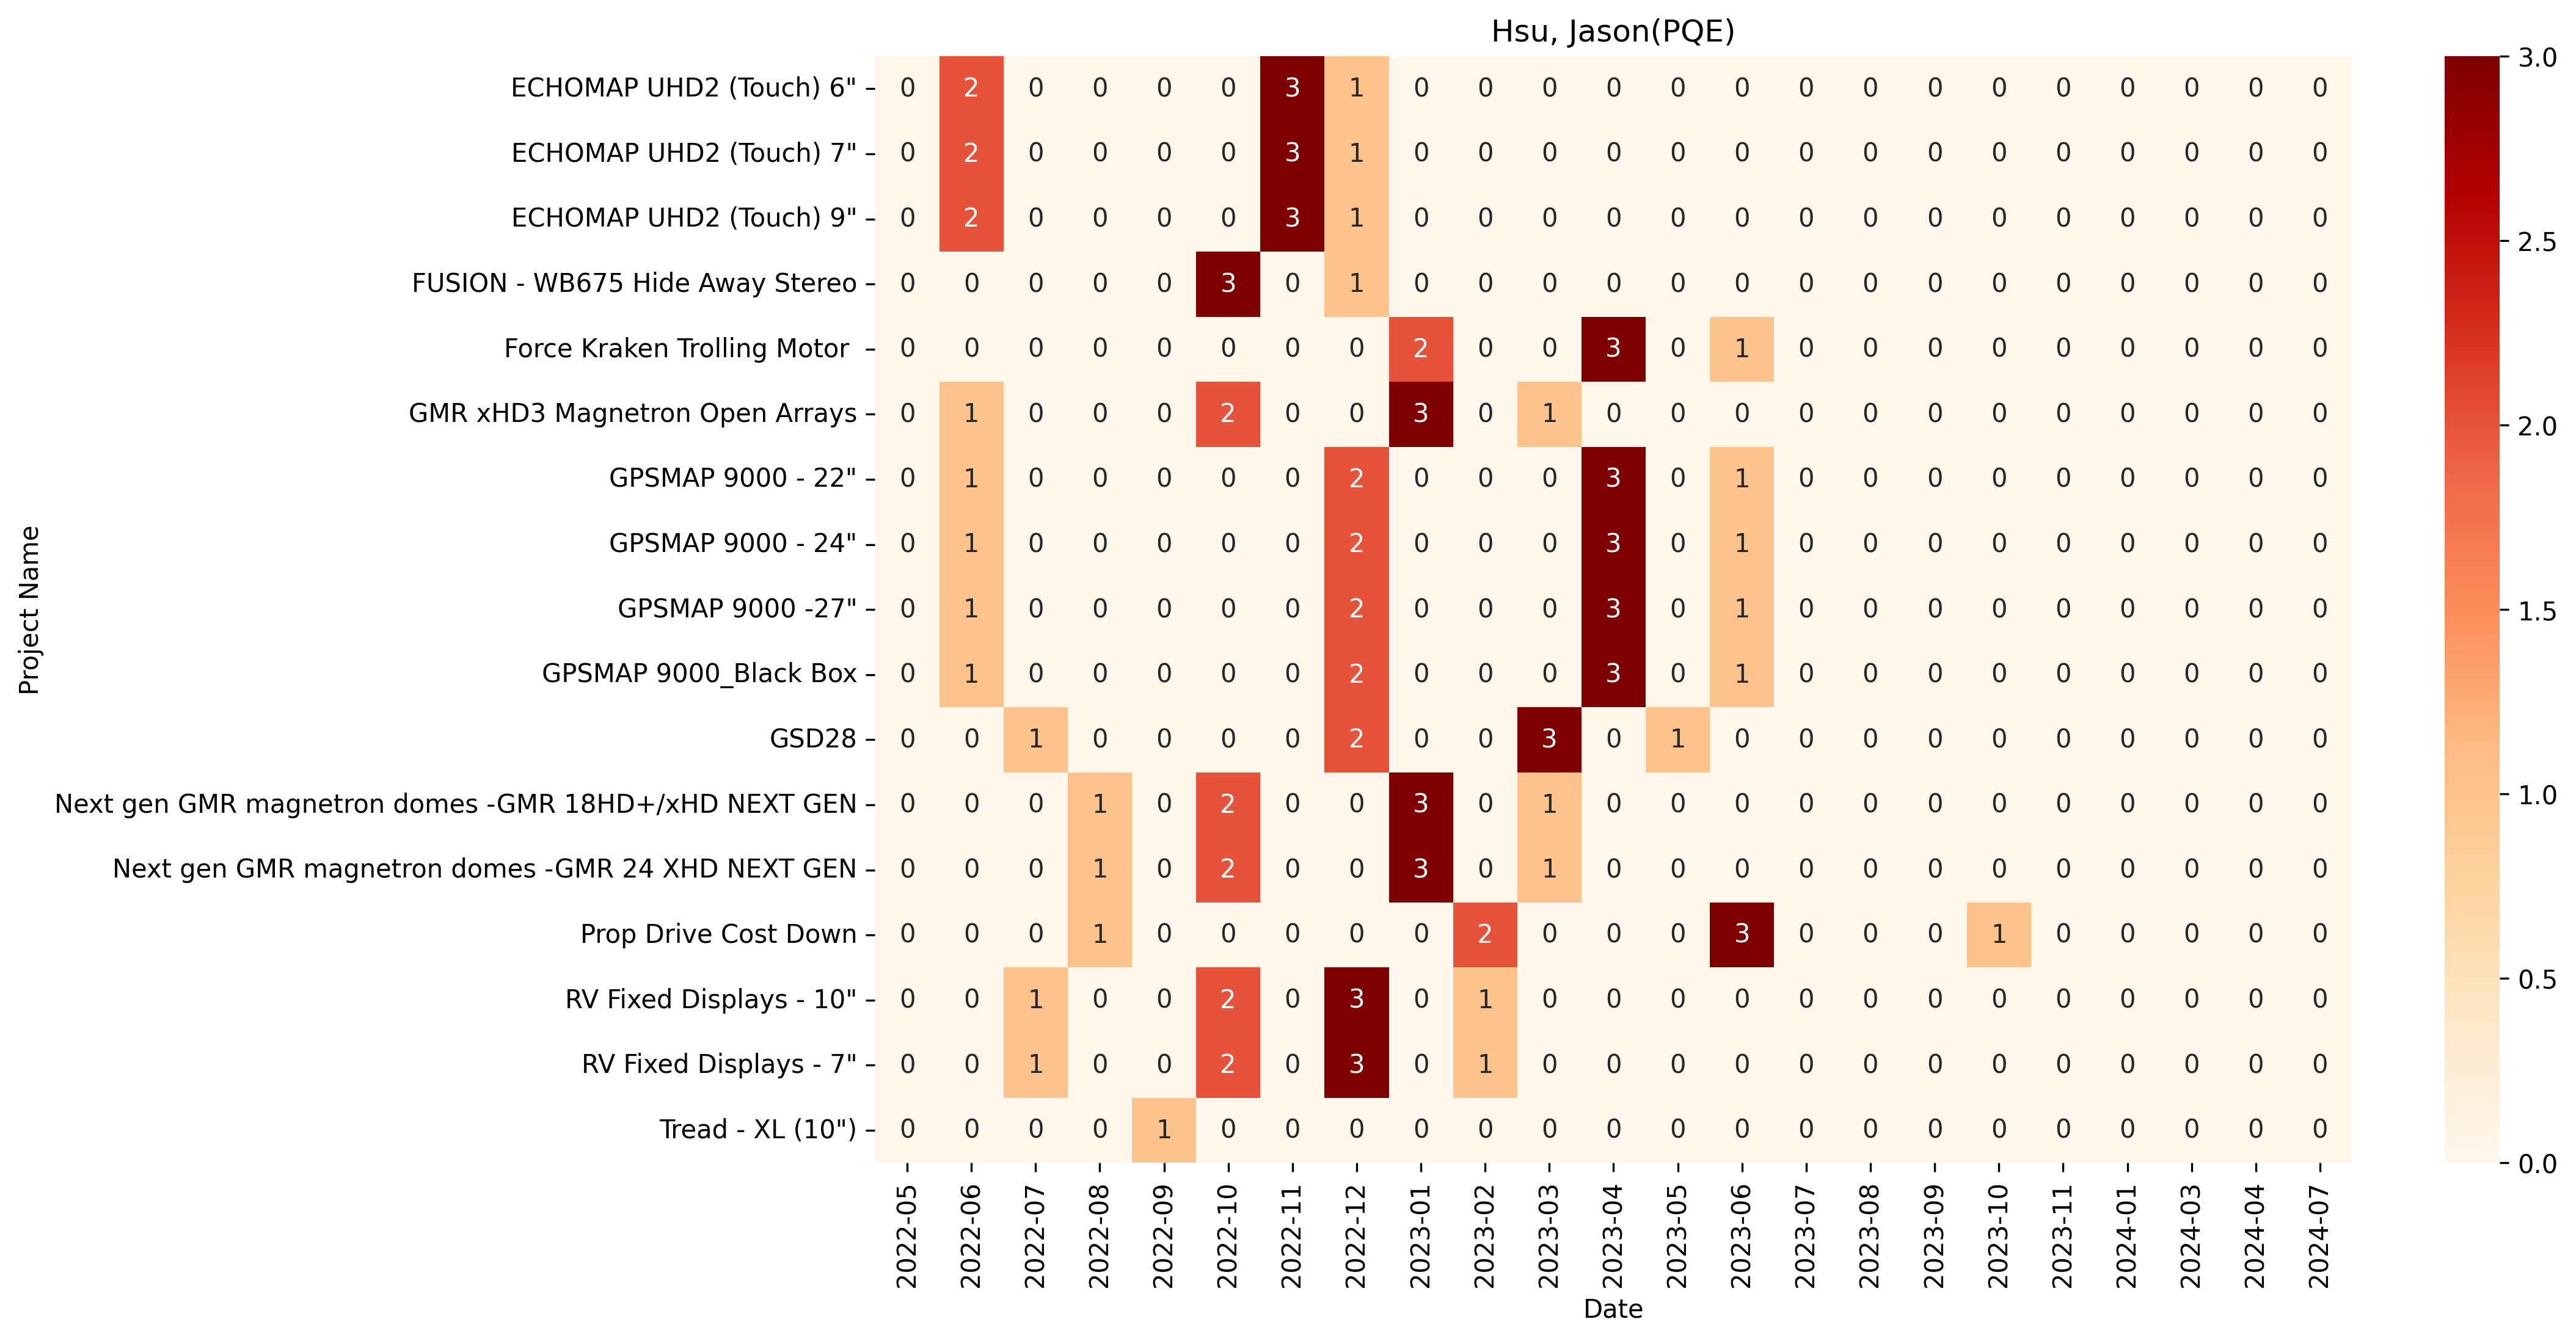 Hsu, Jason(PQE)
ECHOMAP UHD2 (Touch) 6" 0 2 0 0 0 0 3 1 0 0 0 0 0 0 0 0 0 0 0 0 0 0 0
ECHOMAP UHD2 (Touch) 7" 0 2 0 0 0 0 3 1 0 0 0 0 0 0 0 0 0 0 0 0 0 0 0
ECHOMAP UHD2 (Touch) 9" 0 2 0 0 0 0 3 1 0 0 0 0 0 0 0 0 0 0 0 0 0 0 0
FUSION - WB675 Hide Away Stereo 0 0 0 0 0 3 0 1 0 0 0 0 0 0 0 0 0 0 0 0 0 0 0
Force Kraken Trolling Motor 0 0 0 0 0 0 0 0 2 0 0 3 0 1 0 0 0 0 0 0 0 0 0
GMR xHD3 Magnetron Open Arrays 0 1 0 0 0 2 0 0 3 0 1 0 0 0 0 0 0 0 0 0 0 0 0
GPSMAP 9000 - 22" 0 1 0 0 0 0 0 2 0 0 0 3 0 1 0 0 0 0 0 0 0 0 0
GPSMAP 9000 - 24" 0 1 0 0 0 0 0 2 0 0 0 3 0 1 0 0 0 0 0 0 0 0 0
GPSMAP 9000 -27" 0 1 0 0 0 0 0 2 0 0 0 3 0 1 0 0 0 0 0 0 0 0 0
GPSMAP 9000_Black Box 0 1 0 0 0 0 0 2 0 0 0 3 0 1 0 0 0 0 0 0 0 0 0
GSD28 0 0 1 0 0 0 0 2 0 0 3 0 1 0 0 0 0 0 0 0 0 0 0
Next gen GMR magnetron domes -GMR 18HD+/xHD NEXT GEN 0 0 0 1 0 2 0 0 3 0 1 0 0 0 0 0 0 0 0 0 0 0 0
Next gen GMR magnetron domes -GMR 24 XHD NEXT GEN 0 0 0 1 0 2 0 0 3 0 1 0 0 0 0 0 0 0 0 0 0 0 0
Prop Drive Cost Down 0 0 0 1 0 0 0 0 0 2 0 0 0 3 0 0 0 1 0 0 0 0 0
RV Fixed Displays - 10" 0 0 1 0 0 2 0 3 0 1 0 0 0 0 0 0 0 0 0 0 0 0 0
RV Fixed Displays - 7" 0 0 1 0 0 2 0 3 0 1 0 0 0 0 0 0 0 0 0 0 0 0 0
Tread - XL (10") 0 0 0 0 1 0 0 0 0 0 0 0 0 0 0 0 0 0 0 0 0 0 0
Project Name
2022-05 2022-06 2022-07 2022-08 2022-09 2022-10 2022-11 2022-12 2023-01 2023-02 2023-03 2023-04 2023-05 2023-06 2023-07 2023-08 2023-09 2023-10 2023-11 2024-01 2024-03 2024-04 2024-07
Date
3.0
2.5
2.0
1.5
1.0
0.5
0.0